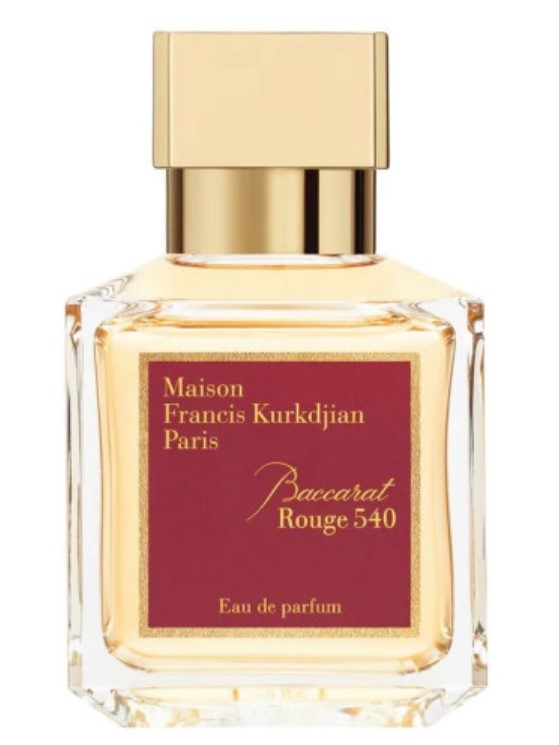 Maison
Francis Kurkdjian
Paris
Baccarat
Rouge 540
Eau de parfum